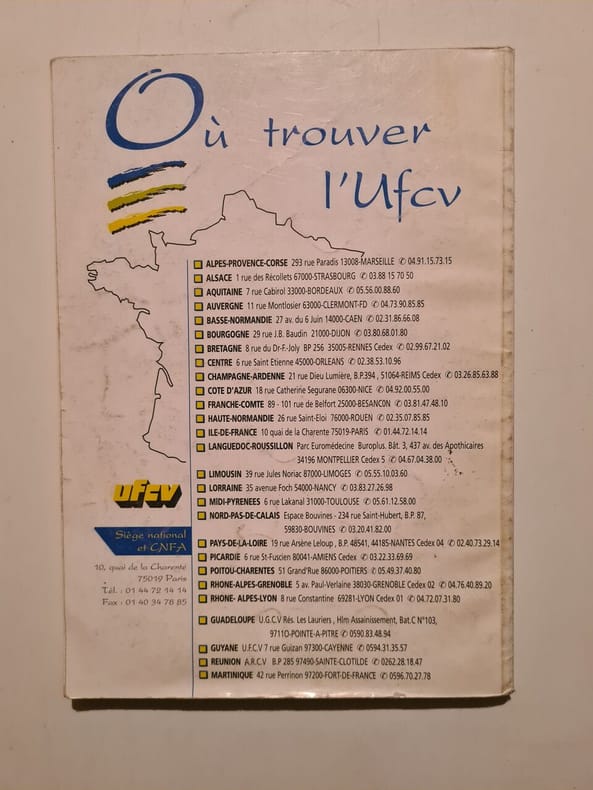 Où trouver
l'Ufcv
ALPES-PROVENCE-CORSE 293 rue Paradis 13008-MARSEILLE ✆ 04.91.15.73.15
ALSACE 1 rue des Récollets 67000-STRASBOURG ✆ 03.88 15 70 50
AQUITAINE 7 rue Cabirol 33000-BORDEAUX ✆ 05.56.00.88.60
AUVERGNE 11 rue Montlosier 63000-CLERMONT-FD ✆ 04.73.90.85.85
BASSE-NORMANDIE 27 av. du 6 Juin 14000-CAEN ✆ 02.31.86.66.08
BOURGOGNE 29 rue J.B. Baudin 21000-DIJON ✆ 03.80.68.01.80
BRETAGNE 8 rue du Dr-F.-Joly BP 256 35005-RENNES Cedex ✆ 02.99.67.21.02
CENTRE 6 rue Saint Etienne 45000-ORLEANS ✆ 02.38.53.10.96
CHAMPAGNE-ARDENNE 21 rue Dieu Lumière, B.P.394 , 51064-REIMS Cedex ✆ 03.26.85.63.88
COTE D'AZUR 18 rue Catherine Segurane 06300-NICE ✆ 04.92.00.55.00
FRANCHE-COMTE 89 - 101 rue de Belfort 25000-BESANCON ✆ 03.81.47.48.10
HAUTE-NORMANDIE 26 rue Saint-Eloi 76000-ROUEN ✆ 02.35.07.85.85
ILE-DE-FRANCE 10 quai de la Charente 75019-PARIS ✆ 01.44.72.14.14
LANGUEDOC-ROUSSILLON Parc Euromédecine Buroplus. Bât. 3, 437 av. des Apothicaires
34196 MONTPELLIER Cedex 5 ✆ 04.67.04.38.00
LIMOUSIN 39 rue Jules Noriac 87000-LIMOGES ✆ 05.55.10.03.60
LORRAINE 35 avenue Foch 54000-NANCY ✆ 03.83.27.26.98
MIDI-PYRENEES 6 rue Lakanal 31000-TOULOUSE ✆ 05.61.12.58.00
NORD-PAS-DE-CALAIS Espace Bouvines - 234 rue Saint-Hubert, B.P. 87,
59830-BOUVINES ✆ 03.20.41.82.00
PAYS-DE-LA-LOIRE 19 rue Arsène Leloup , B.P. 48541, 44185-NANTES Cedex 04 ✆ 02.40.73.29.14
PICARDIE 6 rue St-Fuscien 80041-AMIENS Cedex ✆ 03.22.33.69.69
POITOU-CHARENTES 51 Grand'Rue 86000-POITIERS ✆ 05.49.37.40.80
RHONE-ALPES-GRENOBLE 5 av. Paul-Verlaine 38030-GRENOBLE Cedex 02 ✆ 04.76.40.89.20
RHONE- ALPES-LYON 8 rue Constantine 69281-LYON Cedex 01 ✆ 04.72.07.31.80
GUADELOUPE U.G.C.V Rés. Les Lauriers , Hlm Assainissement, Bat.C N°103,
9711O-POINTE-A-PITRE ✆ 0590.83.48.94
GUYANE U.F.C.V 7 rue Guizan 97300-CAYENNE ✆ 0594.31.35.57
REUNION A.R.C.V B.P 285 97490-SAINTE-CLOTILDE ✆ 0262.28.18.47
MARTINIQUE 42 rue Perrinon 97200-FORT-DE-FRANCE ✆ 0596.70.27.78
ufcv
Siège national
et CNFA
10, quai de la Charente
75019 Paris
Tél. : 01 44 72 14 14
Fax : 01 40 34 78 85